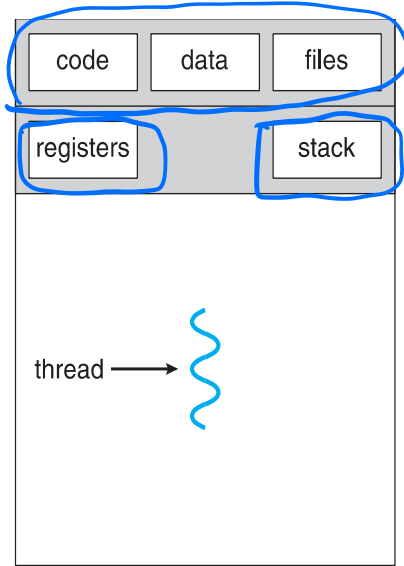 code data files
registers stack
thread